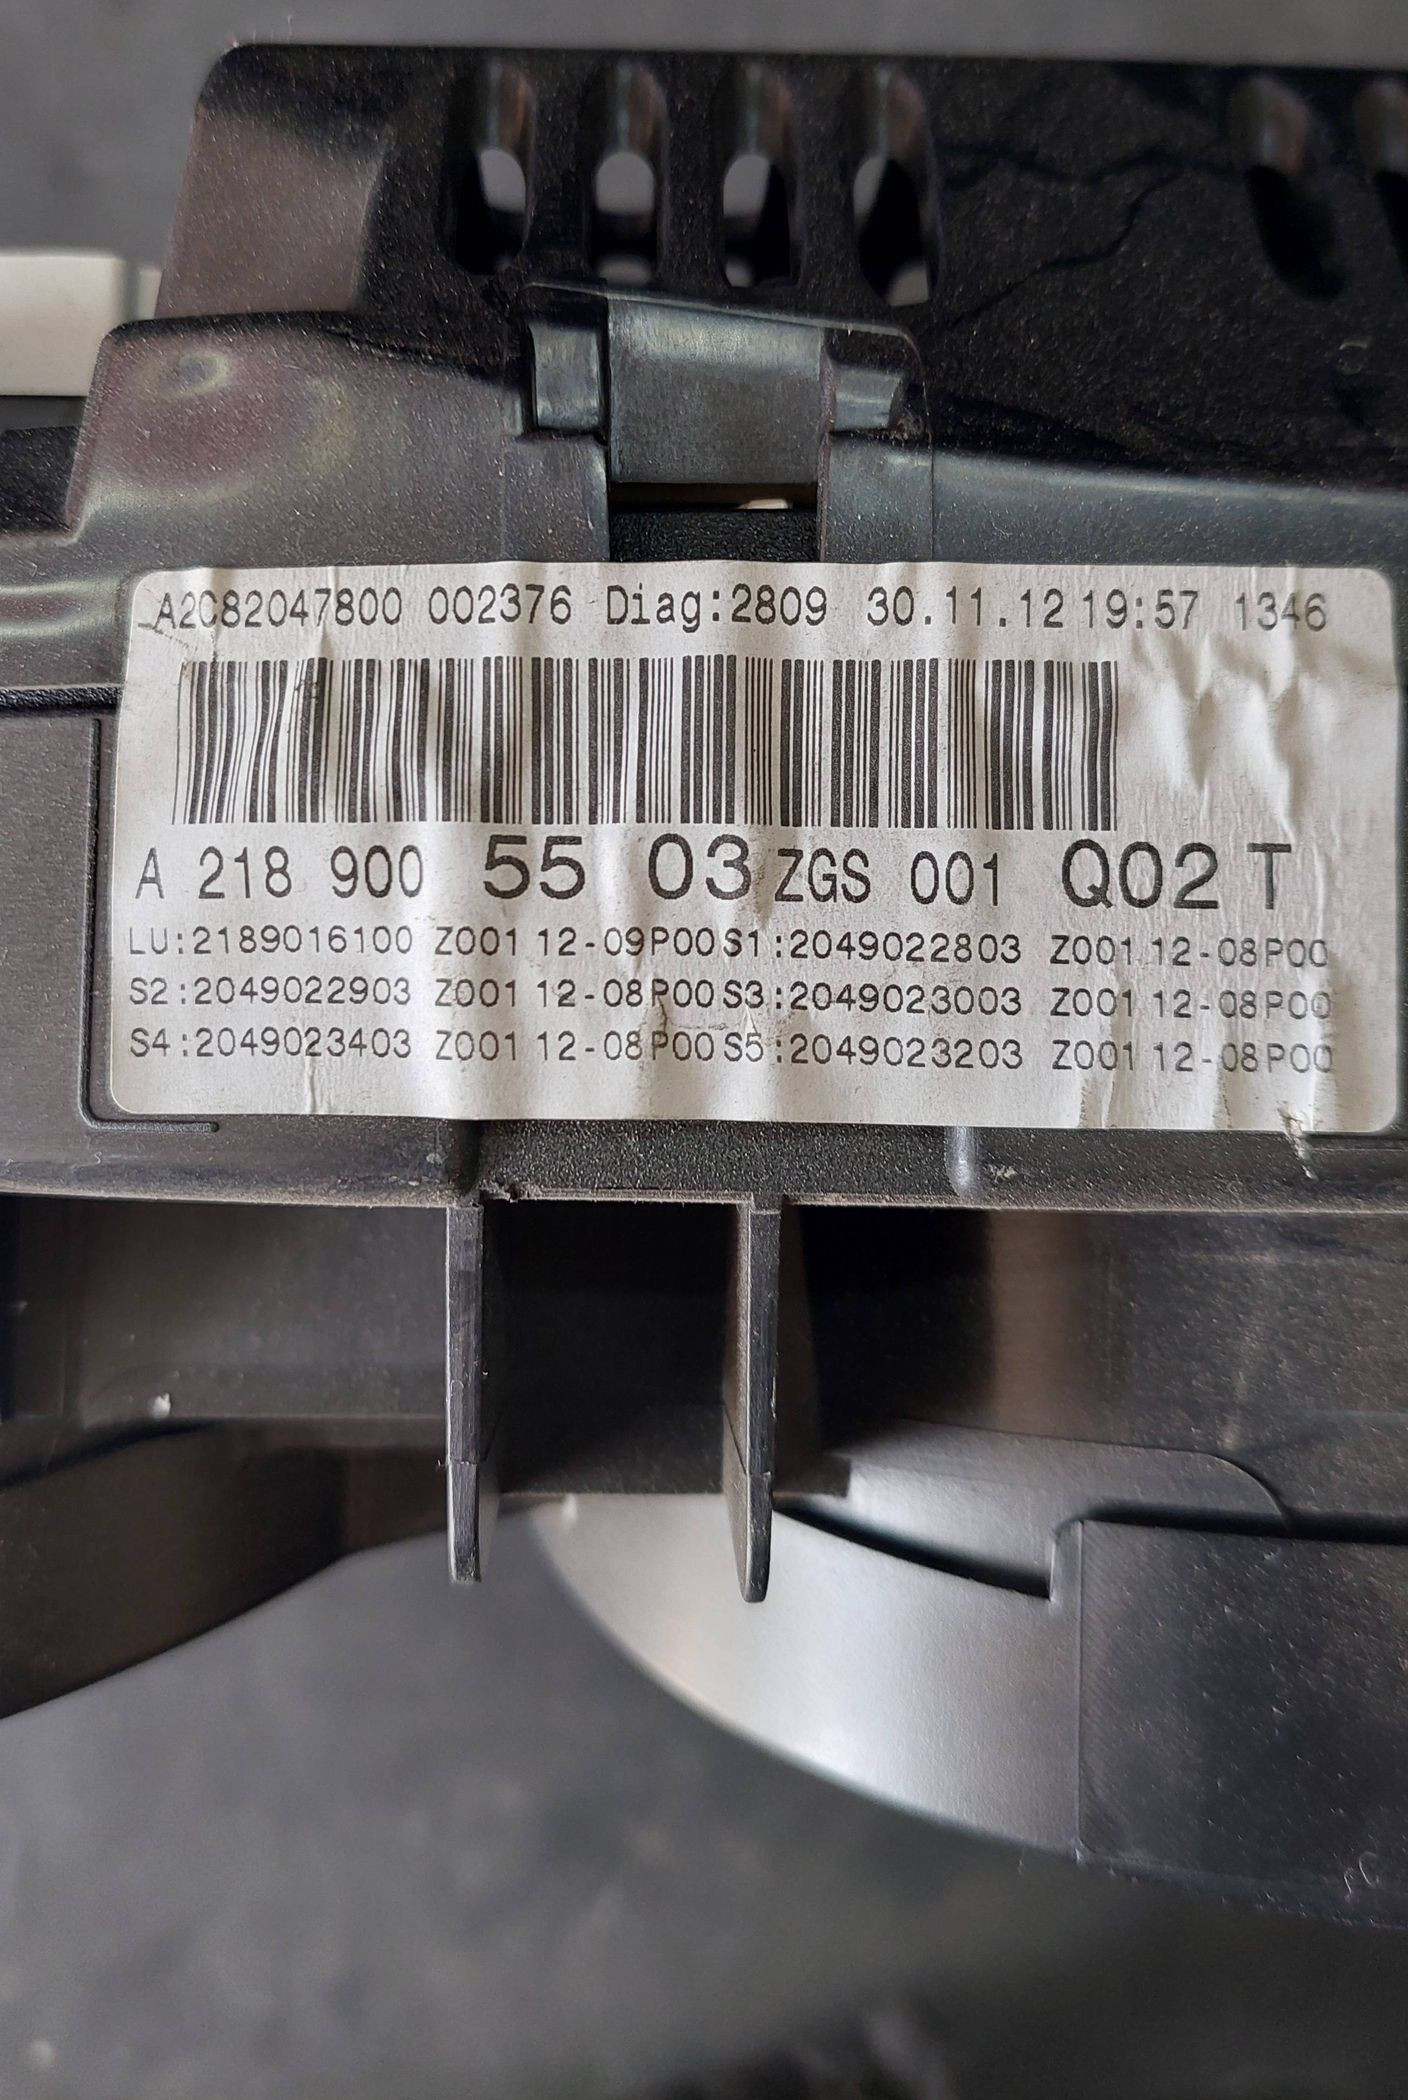 A2C82047800 002376 Diag:2809 30.11.12 19:57 1346
A 218 900 55 03 ZGS 001 Q02 T
LU:2189016100 Z001 12-09P00 S1:2049022803 Z001 12-08P00
S2:2049022903 Z001 12-08P00 S3:2049023003 Z001 12-08P00
S4:2049023403 Z001 12-08P00 S5:2049023203 Z001 12-08P00